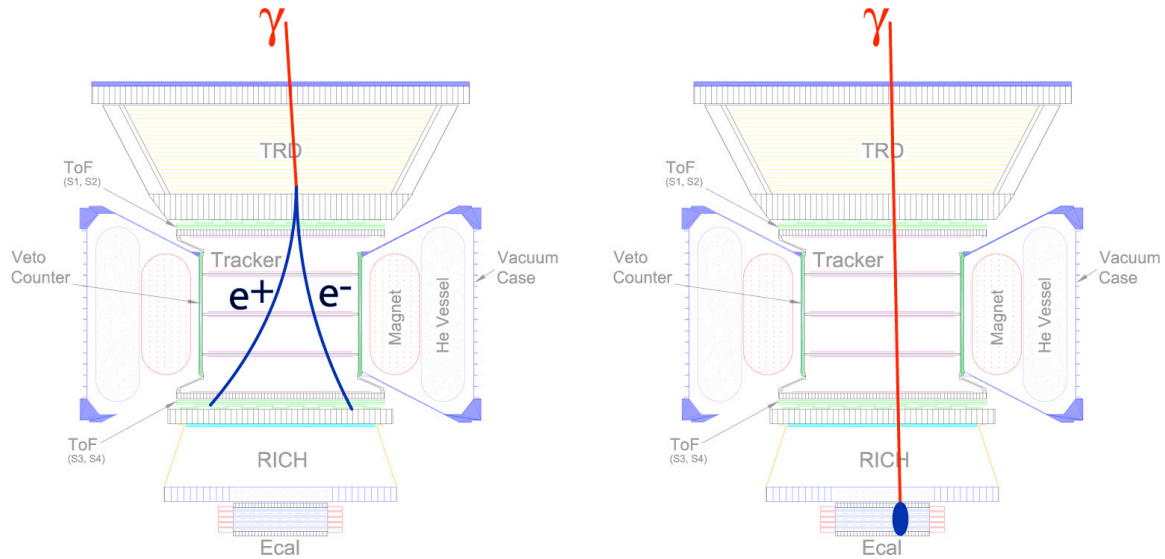 γ
TRD
ToF
(S1, S2)
Veto
Counter
Tracker
e+
e-
Magnet
He Vessel
Vacuum
Case
ToF
(S3, S4)
RICH
Ecal
γ
TRD
ToF
(S1, S2)
Veto
Counter
Tracker
Magnet
He Vessel
Vacuum
Case
ToF
(S3, S4)
RICH
Ecal